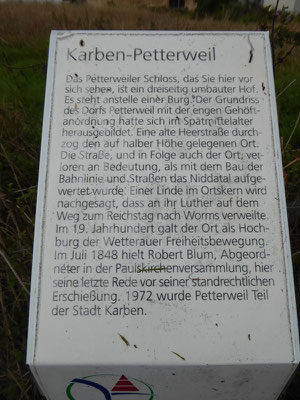 Karben-Petterweil
Das Petterweiler Schloss, das Sie hier vor
sich sehen, ist ein dreiseitig umbauter Hof.
Es steht anstelle einer Burg. Der Grundriss
des Dorfs Petterweil mit der engen Gehöft-
anordnung hatte sich im Spätmittelalter
herausgebildet. Eine alte Heerstraße durch-
zog den auf halber Höhe gelegenen Ort.
Die Straße, und in Folge auch der Ort, ver-
loren an Bedeutung, als mit dem Bau der
Bahnlinie und Straßen das Niddatal aufge-
wertet wurde. Einer Linde im Ortskern wird
nachgesagt, dass an ihr Luther auf dem
Weg zum Reichstag nach Worms verweilte.
Im 19. Jahrhundert galt der Ort als Hoch-
burg der Wetterauer Freiheitsbewegung.
Im Juli 1848 hielt Robert Blum, Abgeord-
neter in der Paulskirchenversammlung, hier
seine letzte Rede vor seiner standrechtlichen
Erschießung. 1972 wurde Petterweil Teil
der Stadt Karben.